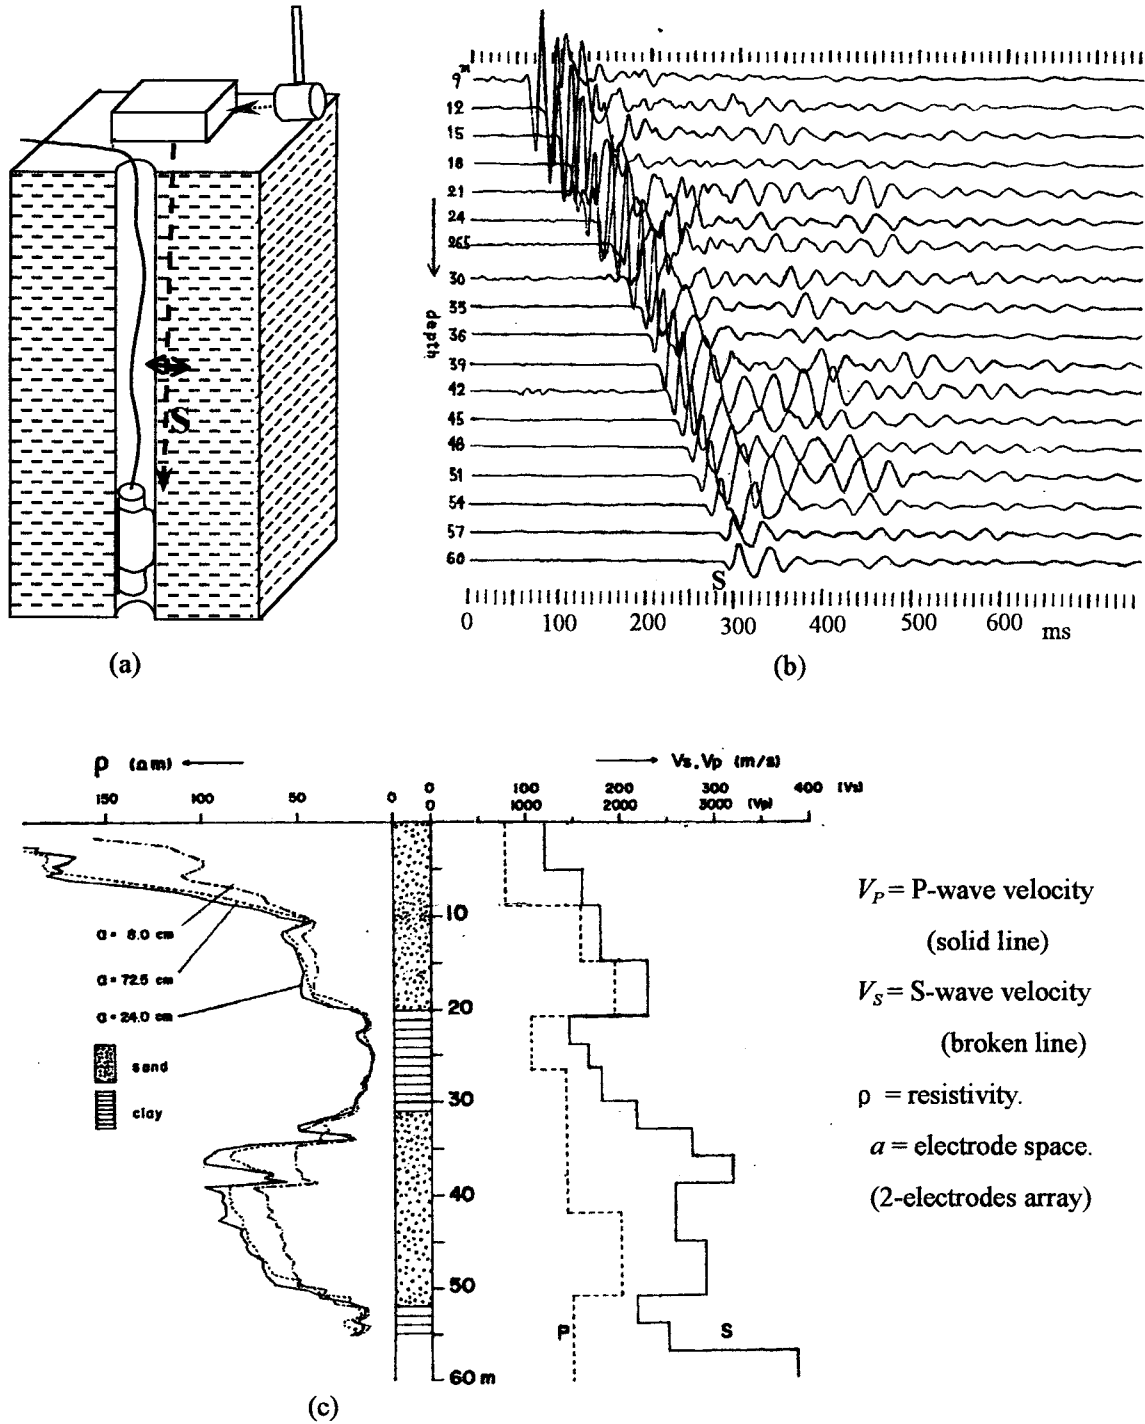 S
(a)
9m
12
15
18
21
24
26.5
30
33
36
39
42
45
48
51
54
57
60
depth
S
0 100 200 300 400 500 600 ms
(b)
ρ (Ωm)
Vs, Vp (m/s)
150 100 50 0
0 100 200 300 400 (Vs)
0 1000 2000 3000 (Vp)
a= 8.0 cm
a= 72.5 cm
a= 24.0 cm
sand
clay
10
20
30
40
50
60 m
P
S
(c)
VP = P-wave velocity
(solid line)
VS = S-wave velocity
(broken line)
ρ = resistivity.
a = electrode space.
(2-electrodes array)